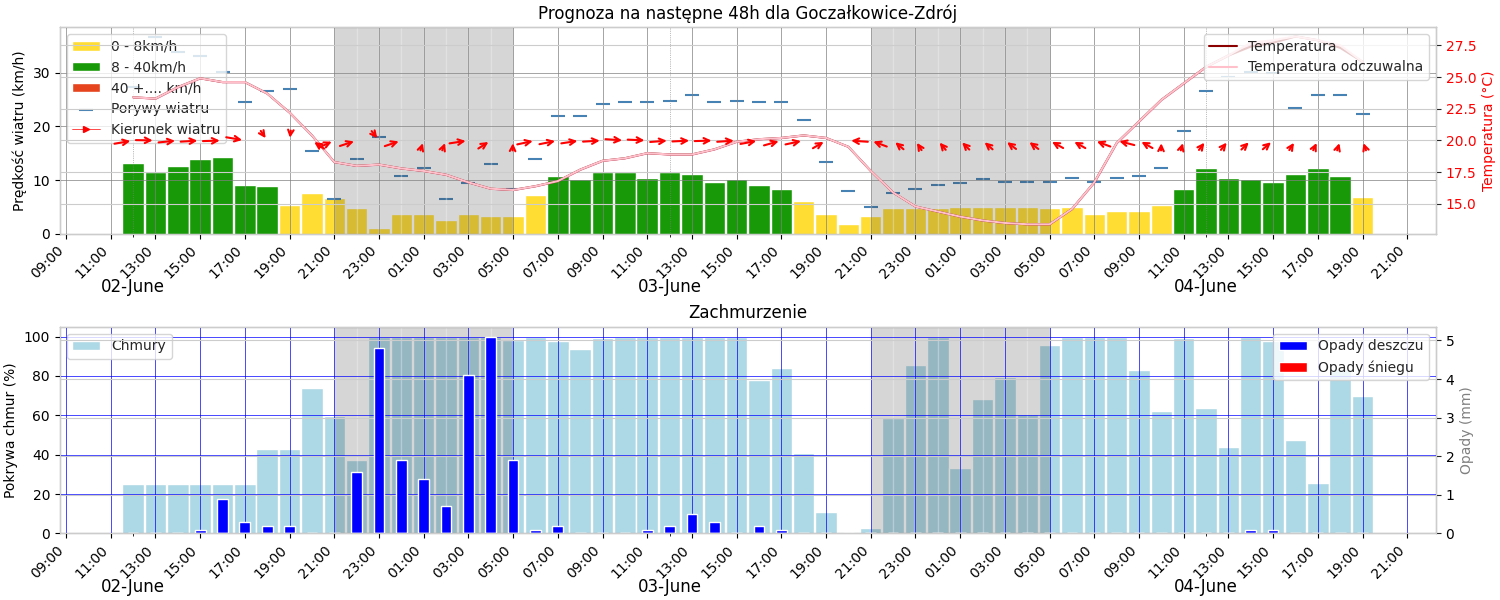 Prognoza na następne 48h dla Goczałkowice-Zdrój
Prędkość wiatru (km/h)
30
20
10
0
0 - 8km/h
8 - 40km/h
40 +.... km/h
Porywy wiatru
Kierunek wiatru
Temperatura
Temperatura odczuwalna
27.5
25.0
22.5
20.0
17.5
15.0
Temperatura (°C)
09:00 11:00 13:00 15:00 17:00 19:00 21:00 23:00 01:00 03:00 05:00 07:00 09:00 11:00 13:00 15:00 17:00 19:00 21:00 23:00 01:00 03:00 05:00 07:00 09:00 11:00 13:00 15:00 17:00 19:00 21:00
02-June 03-June 04-June
Zachmurzenie
Pokrywa chmur (%)
100
80
60
40
20
0
Chmury
Opady deszczu
Opady śniegu
5
4
3
2
1
0
Opady (mm)
09:00 11:00 13:00 15:00 17:00 19:00 21:00 23:00 01:00 03:00 05:00 07:00 09:00 11:00 13:00 15:00 17:00 19:00 21:00 23:00 01:00 03:00 05:00 07:00 09:00 11:00 13:00 15:00 17:00 19:00 21:00
02-June 03-June 04-June